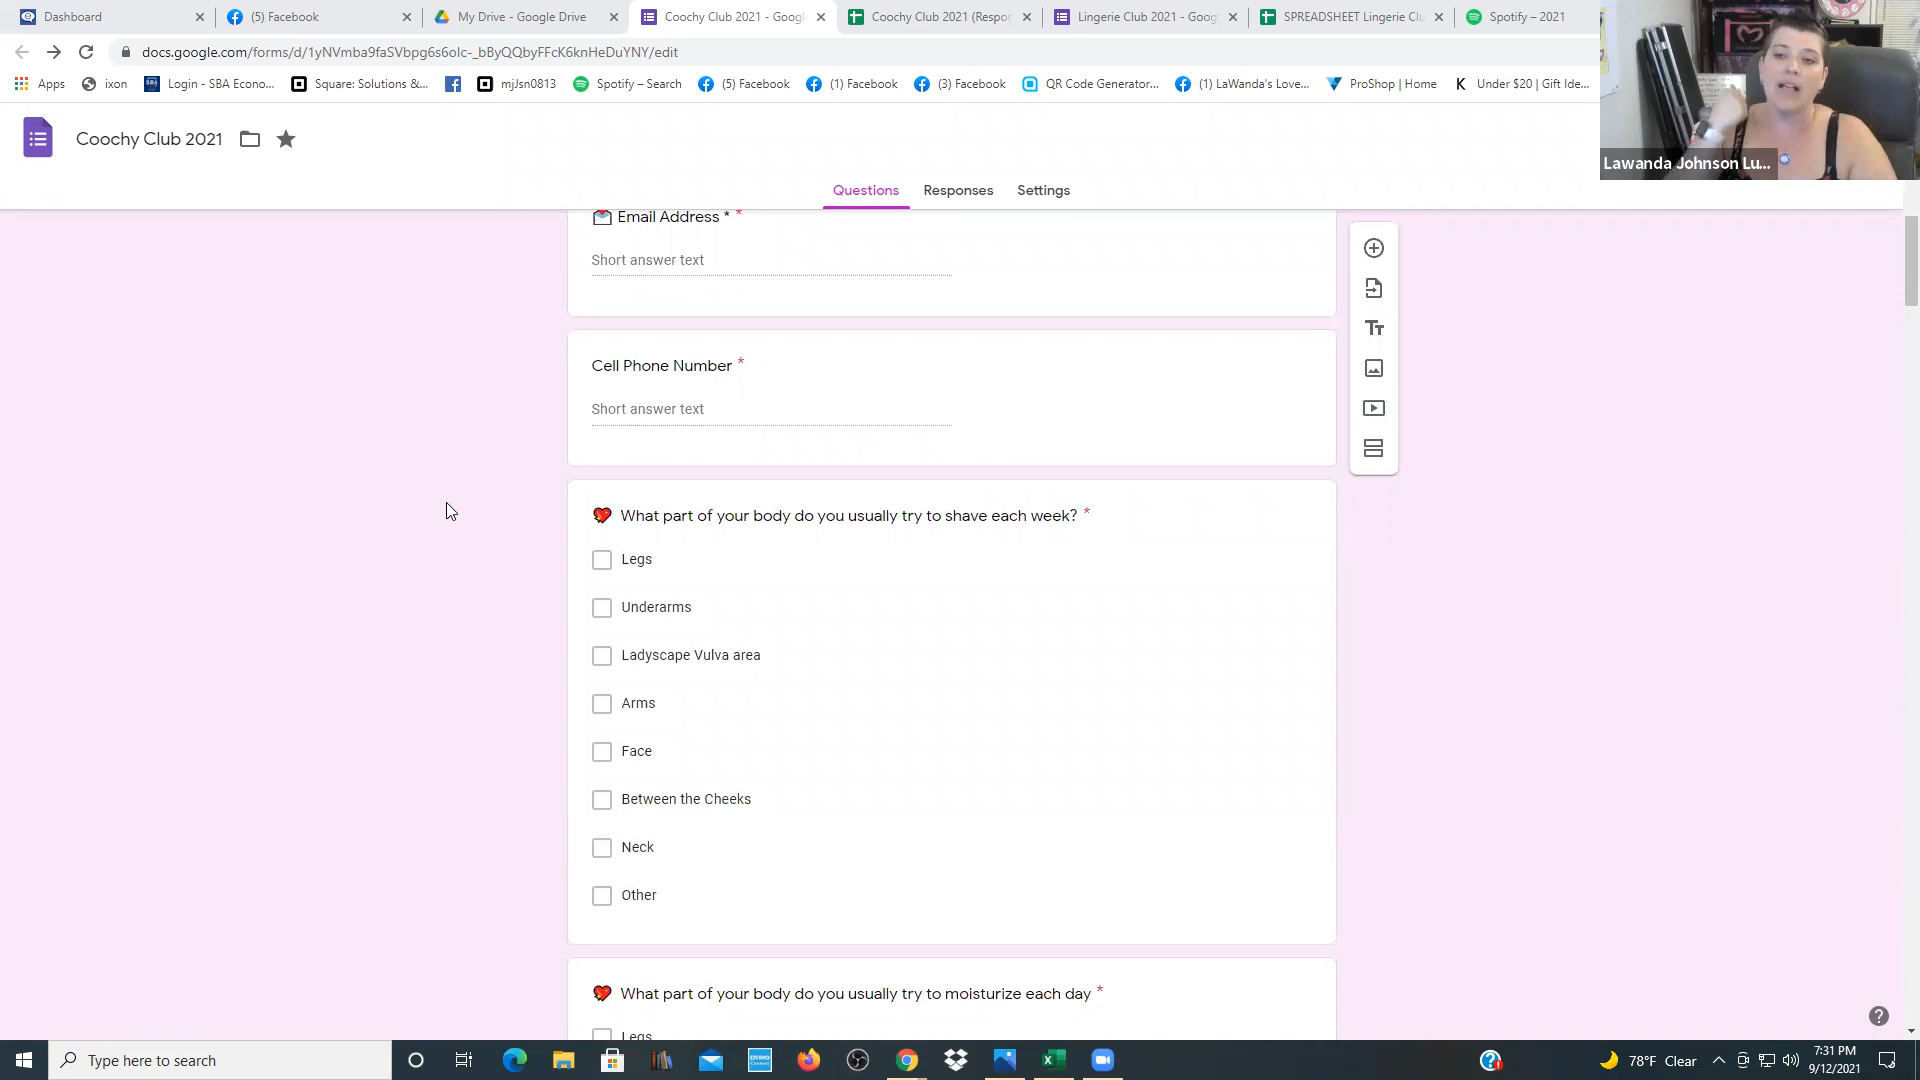 Dashboard
(5) Facebook
My Drive - Google Drive
Coochy Club 2021 - Googl
Coochy Club 2021 (Respon
Lingerie Club 2021 - Goog
SPREADSHEET Lingerie Clu
Spotify – 2021
docs.google.com/forms/d/1yNVmba9faSVbpg6s6olc-_bByQQbyFFcK6knHeDuYNY/edit
Apps
ixon
Login - SBA Econo...
Square: Solutions &...
mjJsn0813
Spotify – Search
(5) Facebook
(1) Facebook
(3) Facebook
QR Code Generator...
(1) LaWanda's Love...
ProShop | Home
K Under $20 | Gift Ide...
Lawanda Johnson Lu...
Coochy Club 2021
Questions
Responses
Settings
Email Address * *
Short answer text
Cell Phone Number *
Short answer text
What part of your body do you usually try to shave each week? *
Legs
Underarms
Ladyscape Vulva area
Arms
Face
Between the Cheeks
Neck
Other
What part of your body do you usually try to moisturize each day *
Legs
Type here to search
78°F Clear
7:31 PM
9/12/2021